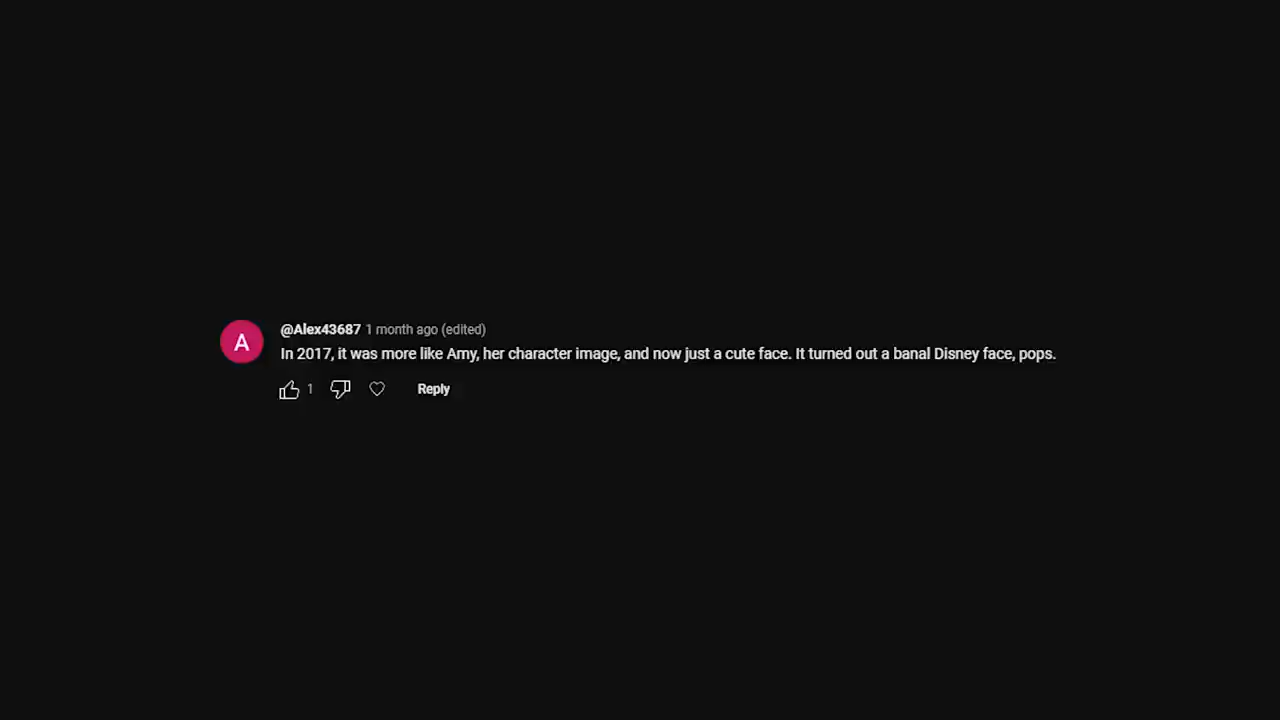 A
@Alex43687 1 month ago (edited)
In 2017, it was more like Amy, her character image, and now just a cute face. It turned out a banal Disney face, pops.
1 Reply